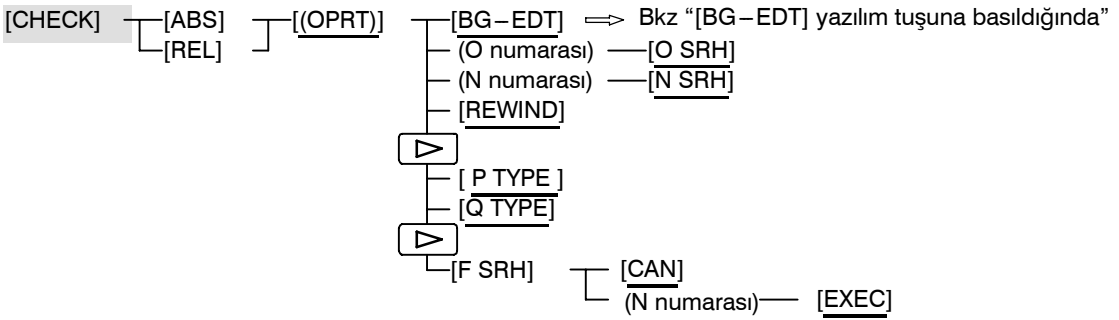 [CHECK] [ABS] [(OPRT)] [BG–EDT] Bkz “[BG–EDT] yazılım tuşuna basıldığında”
[REL] (O numarası) [O SRH]
(N numarası) [N SRH]
[REWIND]
[ P TYPE ]
[Q TYPE]
[F SRH] [CAN]
(N numarası) [EXEC]